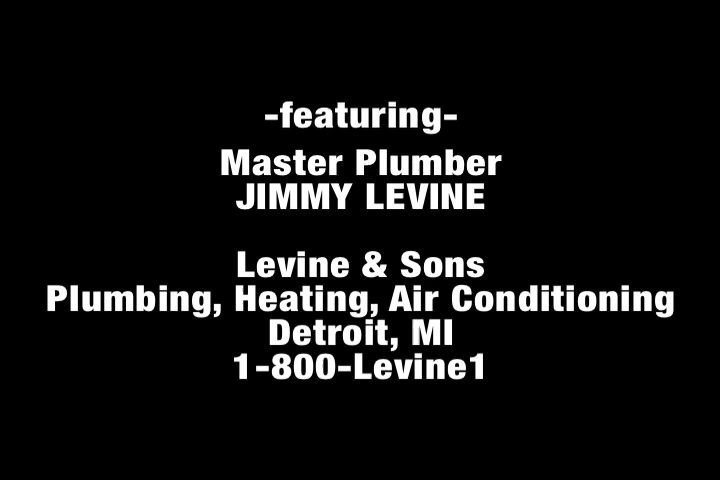 -featuring-
Master Plumber
JIMMY LEVINE
Levine & Sons
Plumbing, Heating, Air Conditioning
Detroit, MI
1-800-Levine1